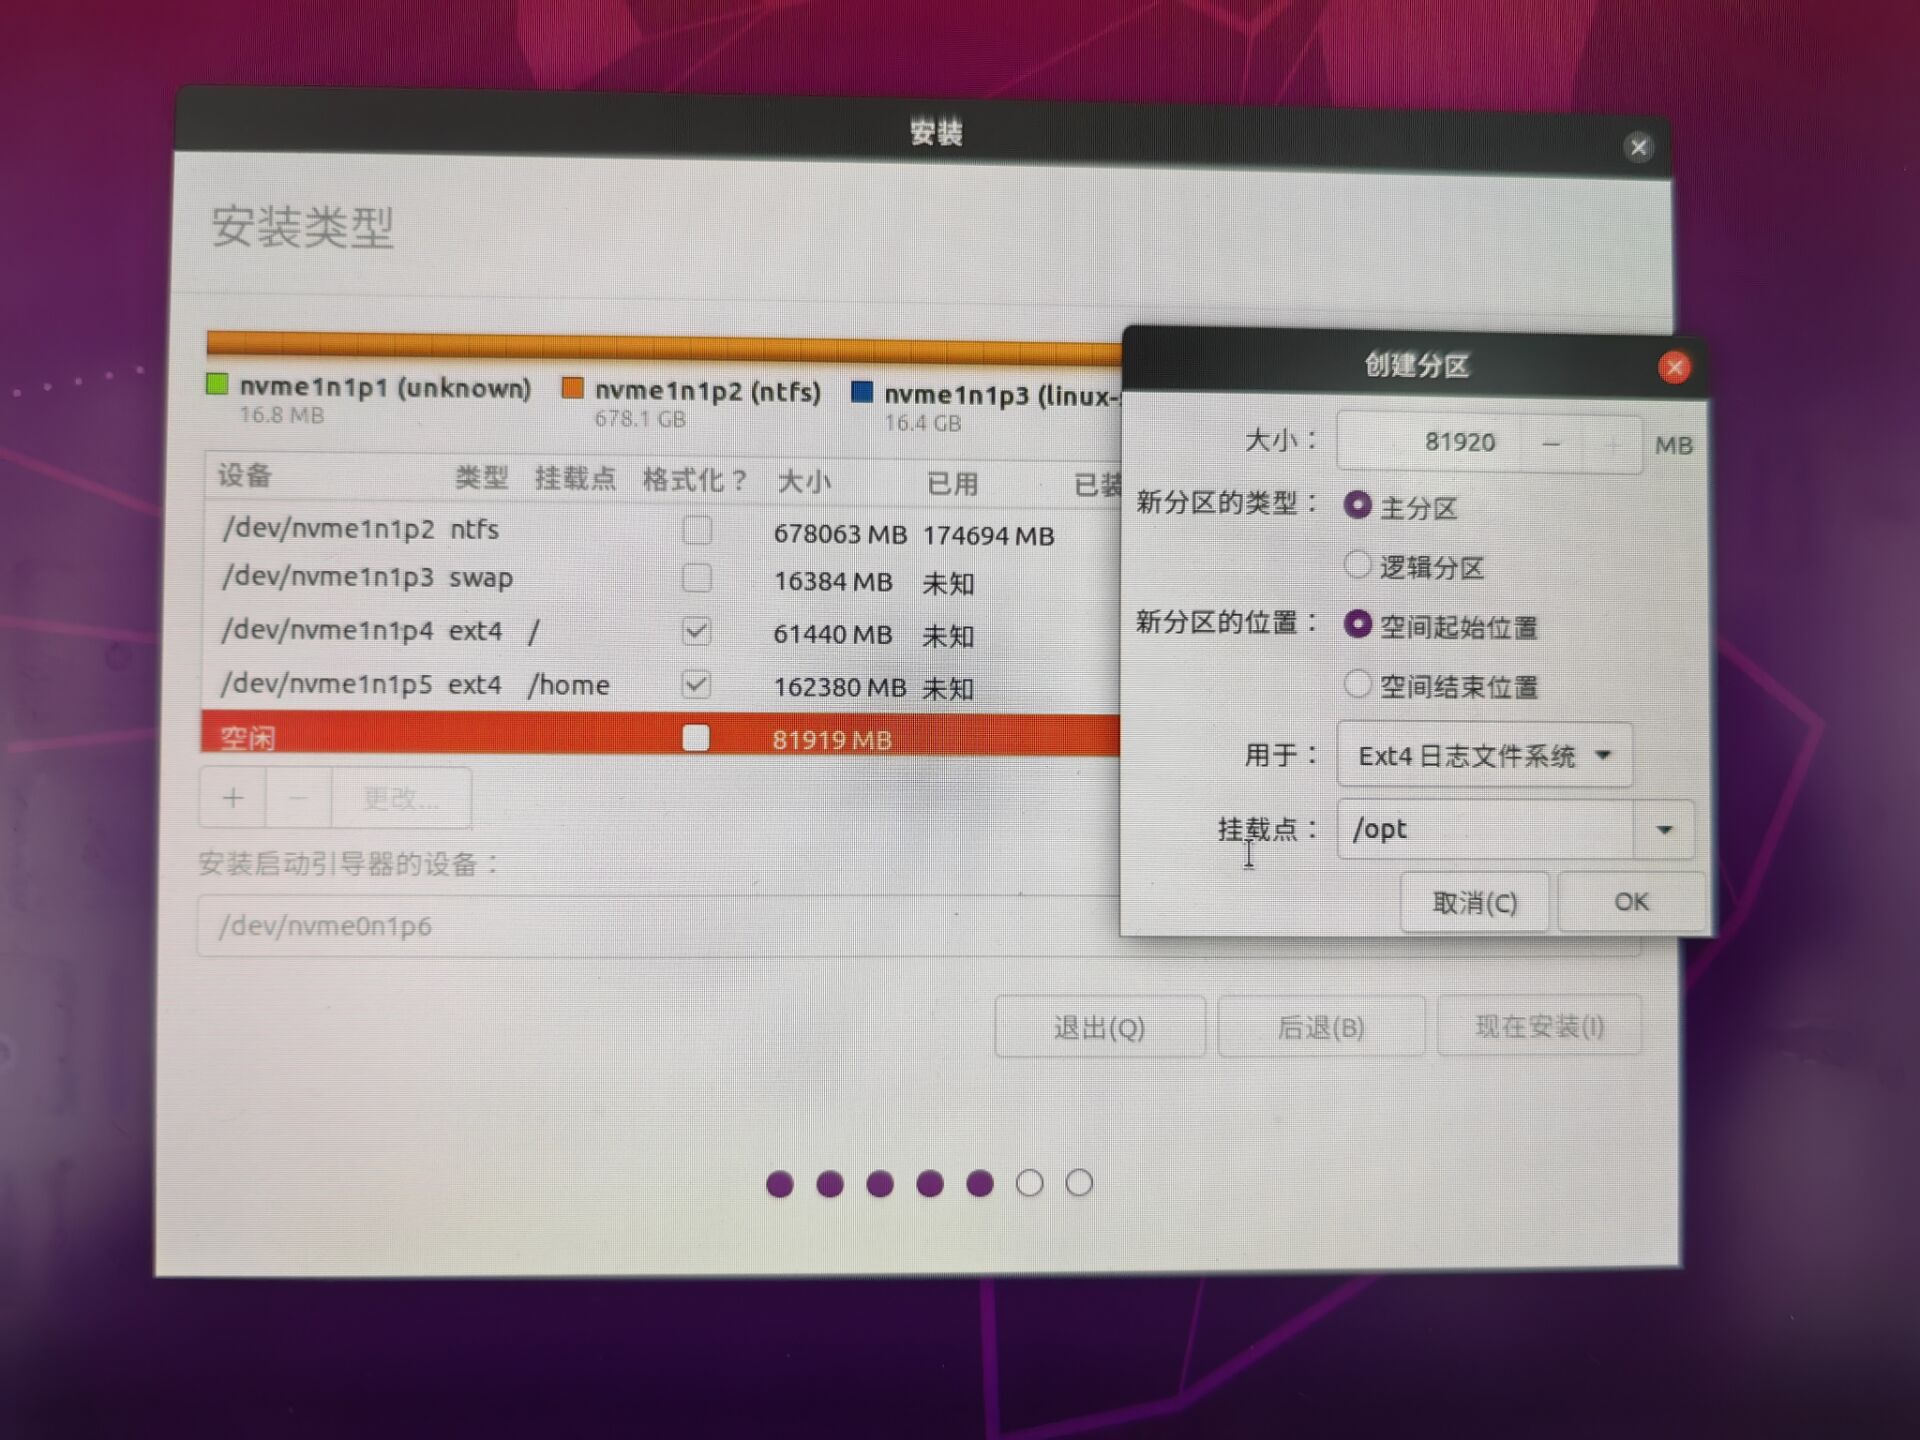 安装
安装类型
nvme1n1p1 (unknown)
16.8 MB
nvme1n1p2 (ntfs)
678.1 GB
nvme1n1p3 (linux-
16.4 GB
设备 类型 挂载点 格式化？ 大小 已用 已装
/dev/nvme1n1p2 ntfs 678063 MB 174694 MB
/dev/nvme1n1p3 swap 16384 MB 未知
/dev/nvme1n1p4 ext4 / 61440 MB 未知
/dev/nvme1n1p5 ext4 /home 162380 MB 未知
空闲 81919 MB
+ − 更改...
安装启动引导器的设备：
/dev/nvme0n1p6
退出(Q) 后退(B) 现在安装(I)
创建分区
大小： 81920 − + MB
新分区的类型： 主分区
逻辑分区
新分区的位置： 空间起始位置
空间结束位置
用于： Ext4 日志文件系统
挂载点： /opt
取消(C) OK